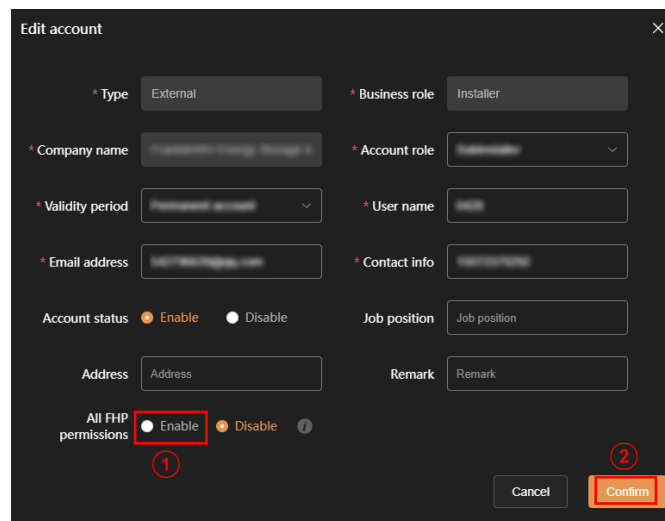 Edit account
* Type External * Business role Installer
* Company name * Account role
* Validity period * User name
* Email address * Contact info
Account status Enable Disable Job position Job position
Address Address Remark Remark
All FHP
permissions Enable Disable i
1
2
Cancel Confirm